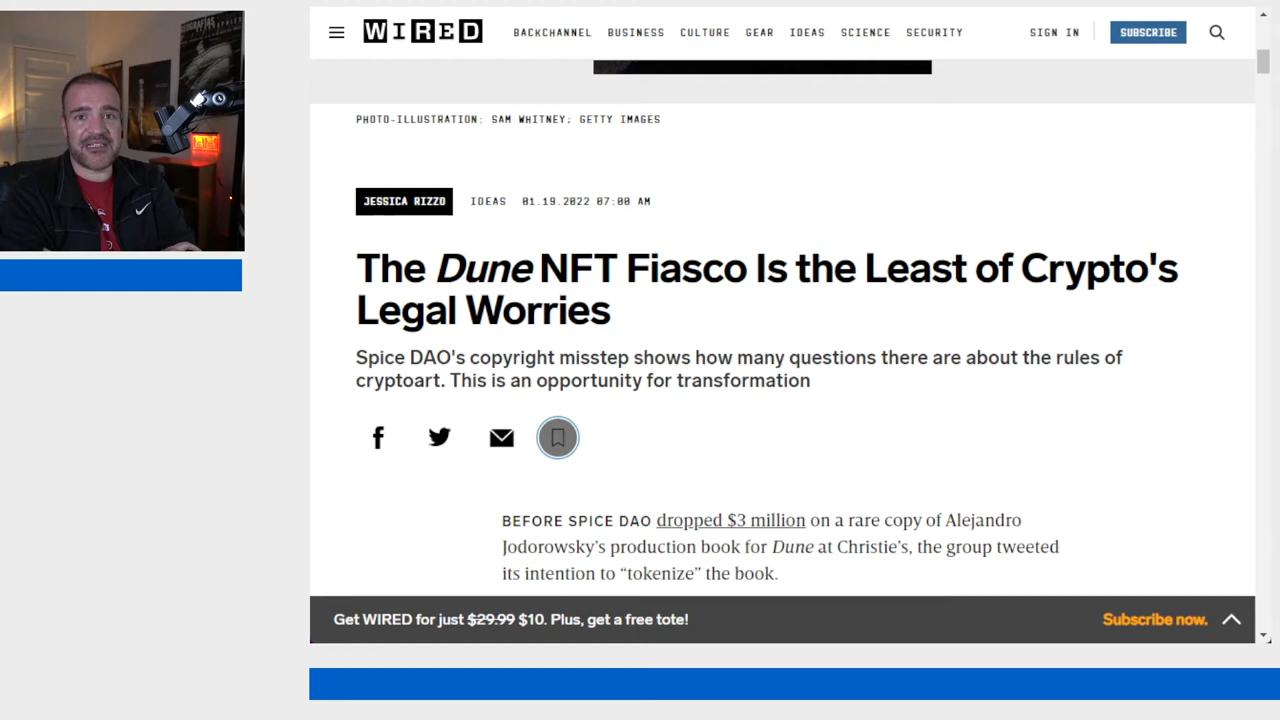 WIRED
BACKCHANNEL BUSINESS CULTURE GEAR IDEAS SCIENCE SECURITY
SIGN IN
SUBSCRIBE
PHOTO-ILLUSTRATION: SAM WHITNEY; GETTY IMAGES
JESSICA RIZZO IDEAS 01.19.2022 07:00 AM
The Dune NFT Fiasco Is the Least of Crypto's
Legal Worries
Spice DAO's copyright misstep shows how many questions there are about the rules of
cryptoart. This is an opportunity for transformation
BEFORE SPICE DAO dropped $3 million on a rare copy of Alejandro
Jodorowsky’s production book for Dune at Christie’s, the group tweeted
its intention to “tokenize” the book.
Get WIRED for just $29.99 $10. Plus, get a free tote!
Subscribe now.